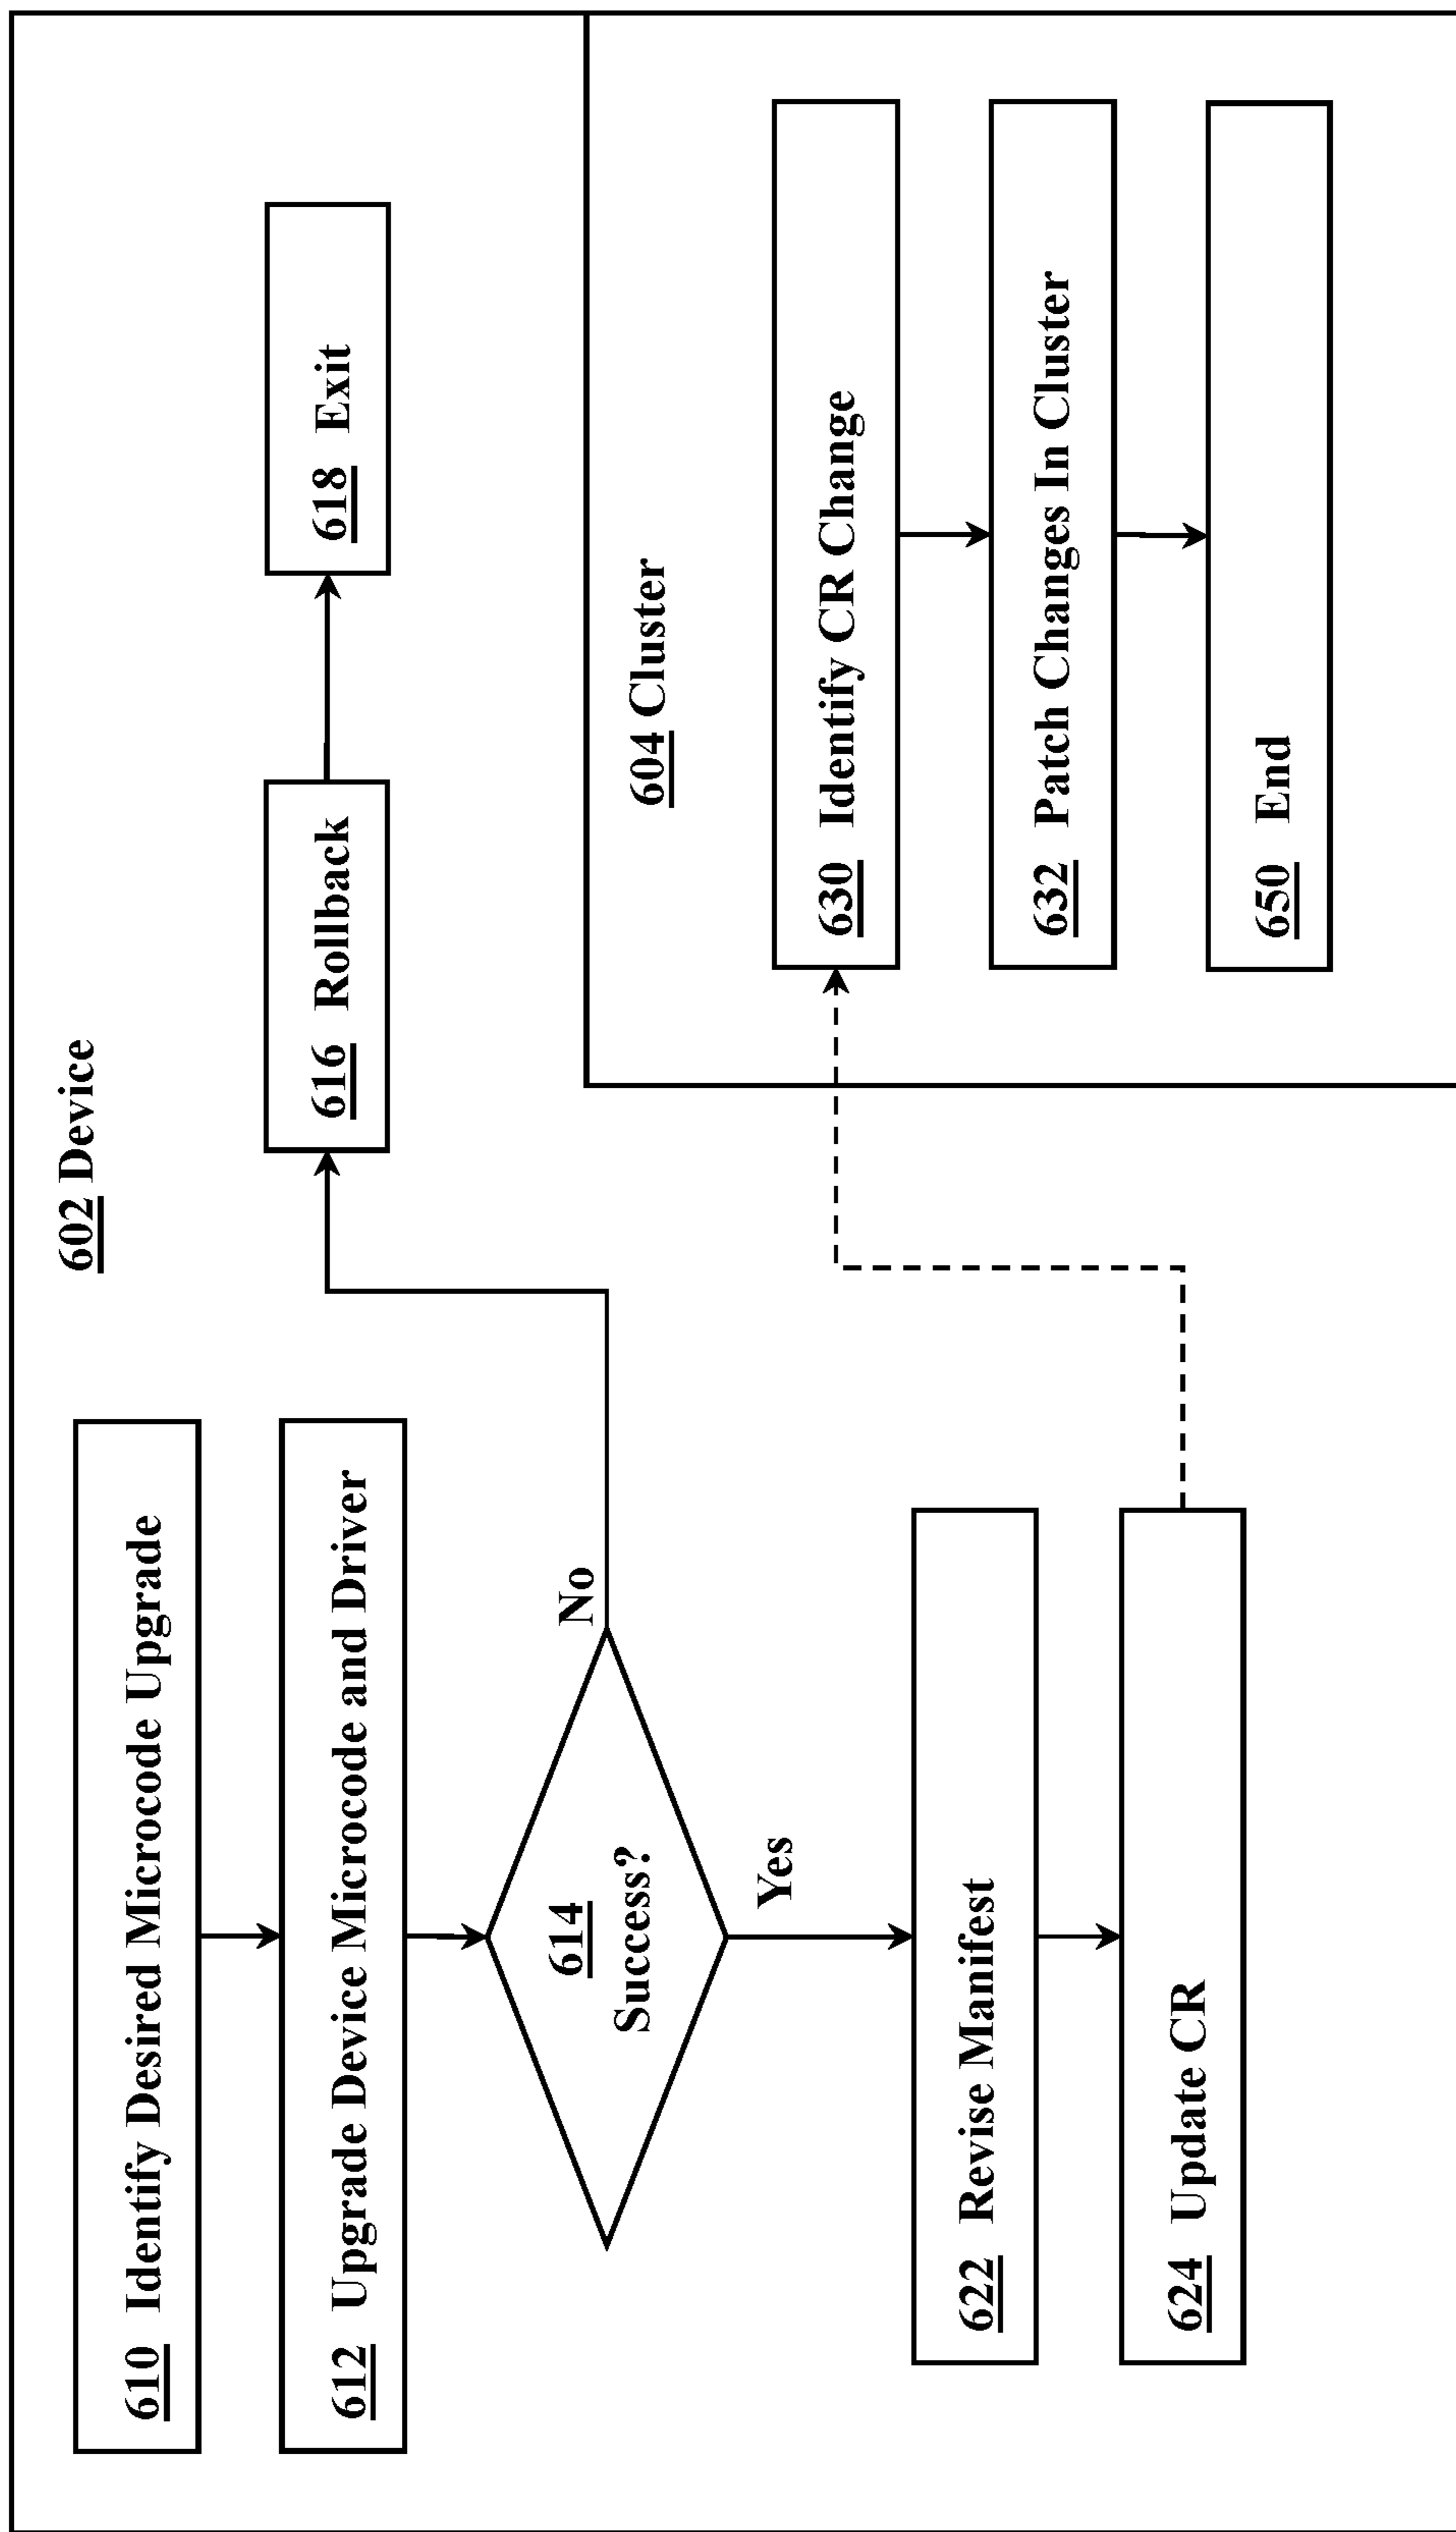 602 Device
610 Identify Desired Microcode Upgrade
612 Upgrade Device Microcode and Driver
614
Success?
No
Yes
616 Rollback
618 Exit
622 Revise Manifest
624 Update CR
604 Cluster
630 Identify CR Change
632 Patch Changes In Cluster
650 End